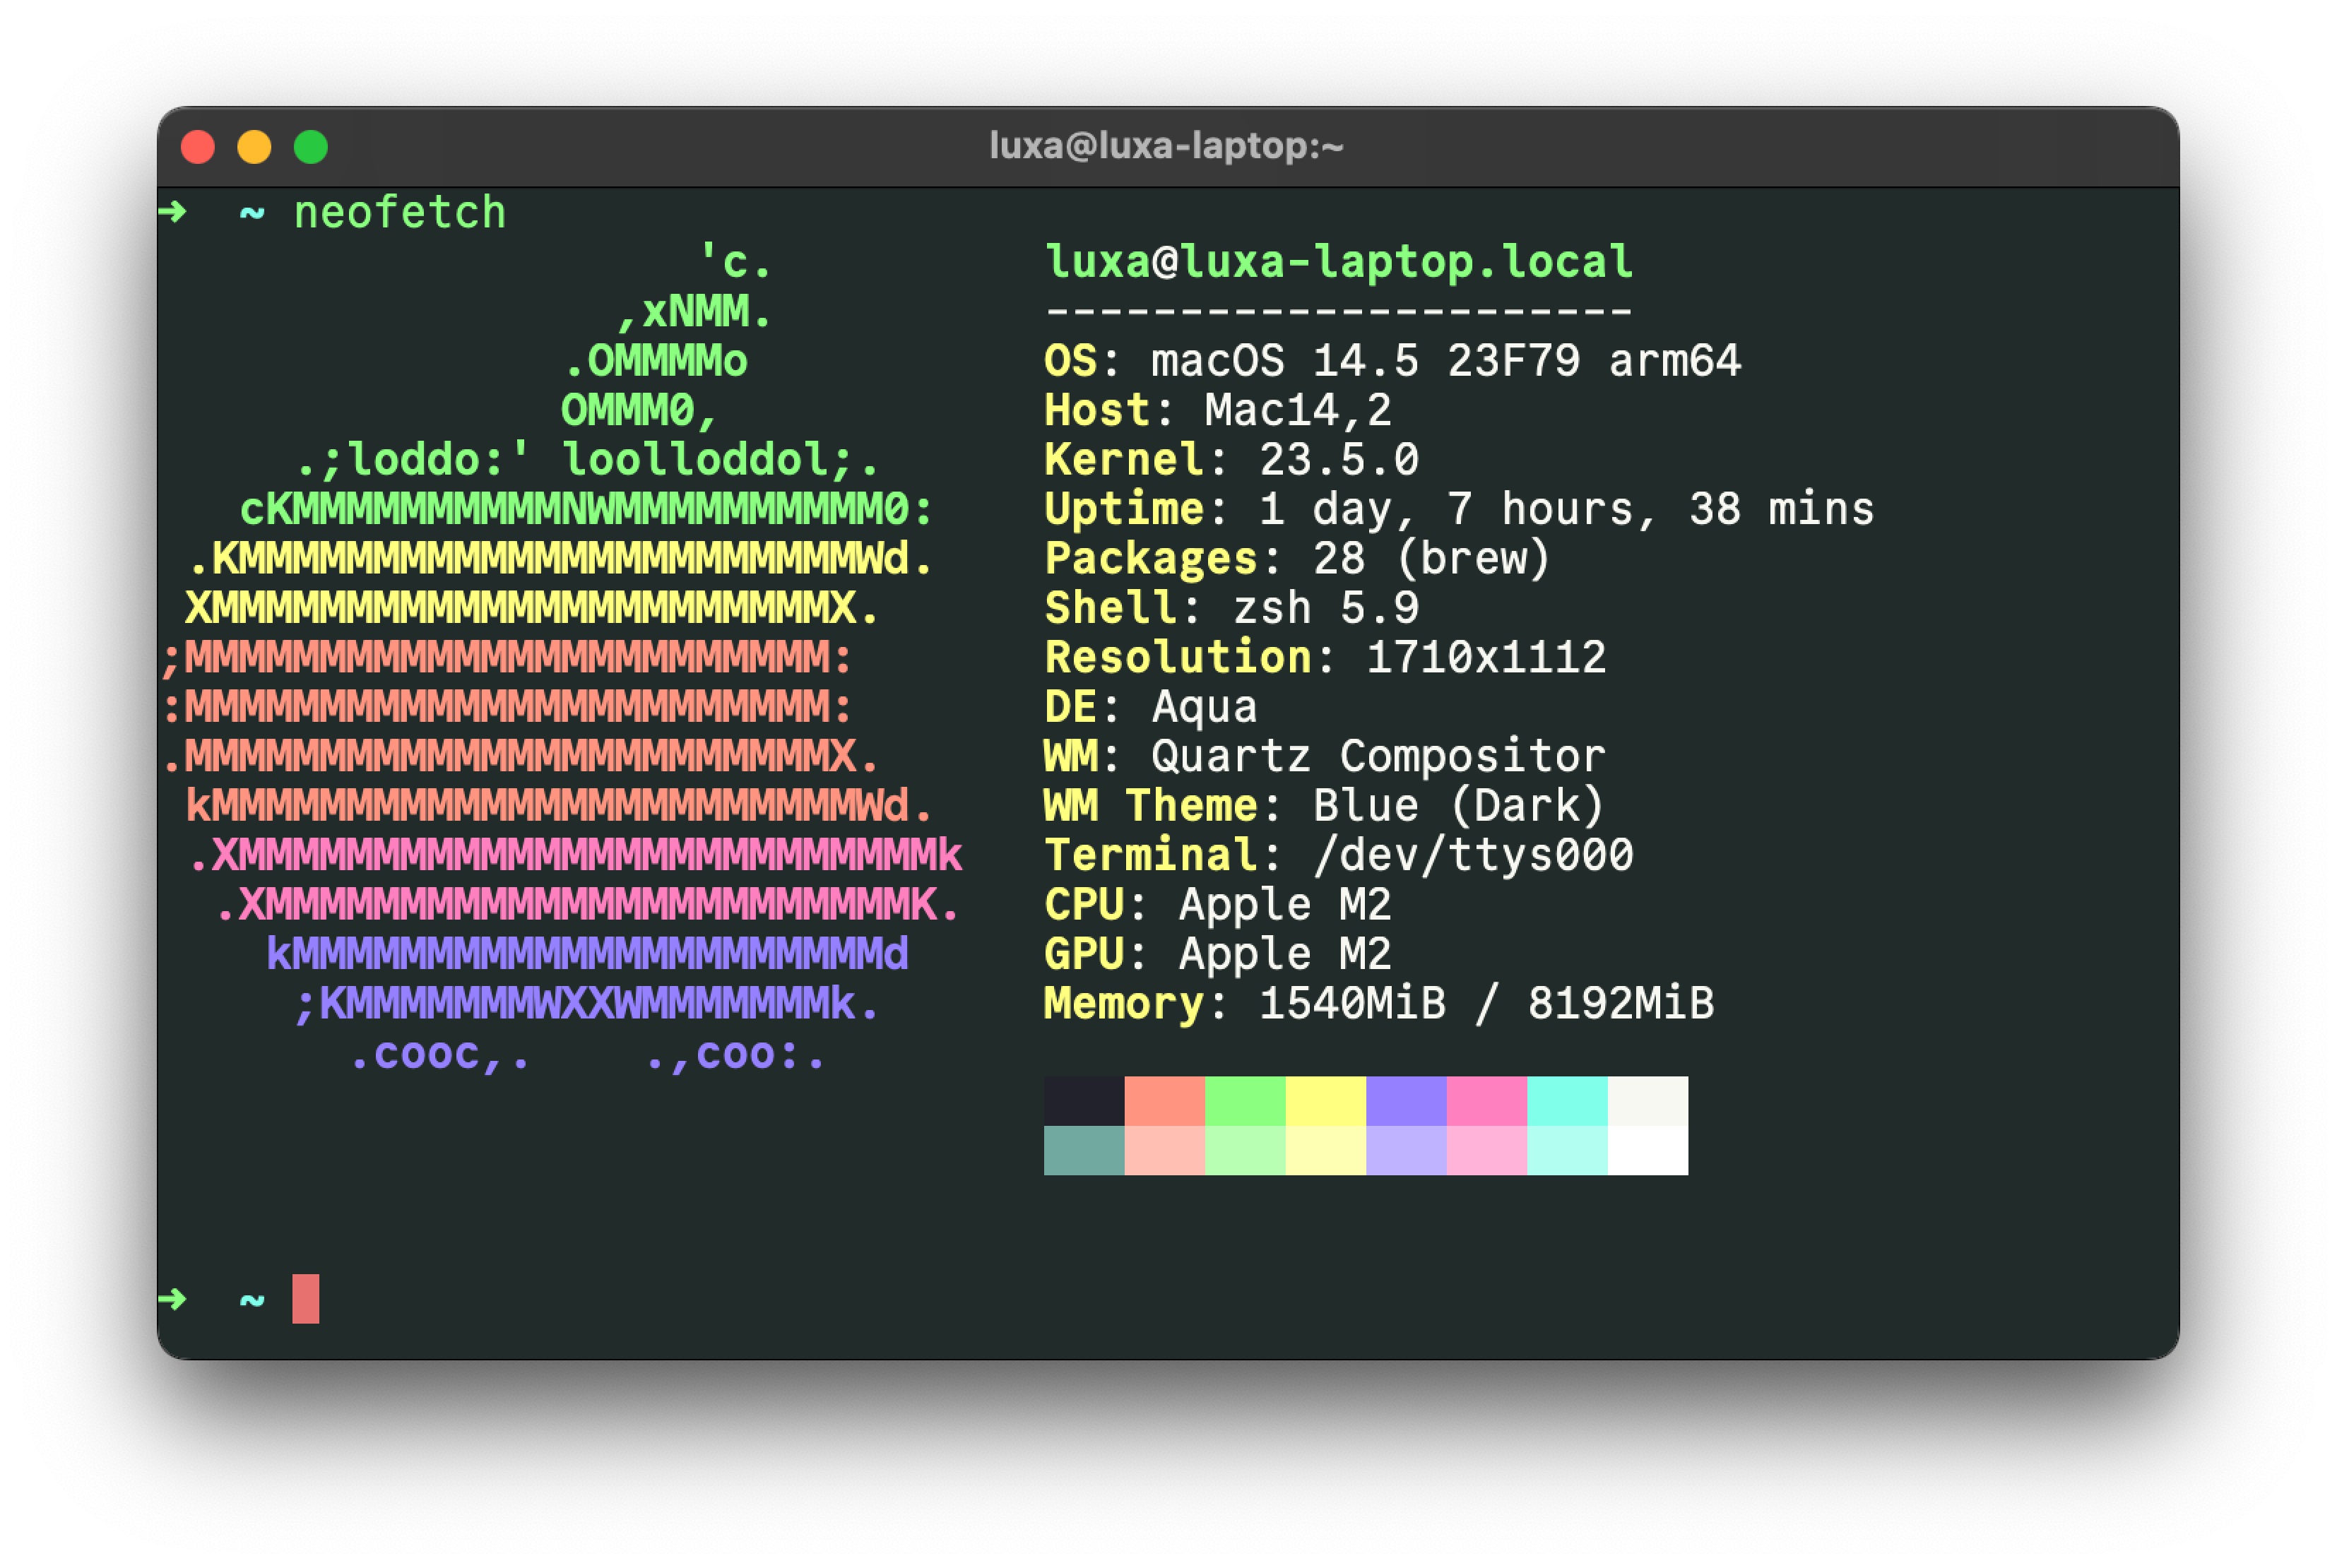 luxa@luxa-laptop:~
➜  ~ neofetch
                    'c.          luxa@luxa-laptop.local
                 ,xNMM.          ----------------------
               .OMMMMo           OS: macOS 14.5 23F79 arm64
               OMMM0,            Host: Mac14,2
     .;loddo:' loolloddol;.      Kernel: 23.5.0
   cKMMMMMMMMMMNWMMMMMMMMMM0:    Uptime: 1 day, 7 hours, 38 mins
 .KMMMMMMMMMMMMMMMMMMMMMMMWd.    Packages: 28 (brew)
 XMMMMMMMMMMMMMMMMMMMMMMMX.      Shell: zsh 5.9
;MMMMMMMMMMMMMMMMMMMMMMMM:       Resolution: 1710x1112
:MMMMMMMMMMMMMMMMMMMMMMMM:       DE: Aqua
.MMMMMMMMMMMMMMMMMMMMMMMMX.      WM: Quartz Compositor
 kMMMMMMMMMMMMMMMMMMMMMMMMWd.    WM Theme: Blue (Dark)
 .XMMMMMMMMMMMMMMMMMMMMMMMMMMk   Terminal: /dev/ttys000
  .XMMMMMMMMMMMMMMMMMMMMMMMMK.   CPU: Apple M2
    kMMMMMMMMMMMMMMMMMMMMMMd     GPU: Apple M2
     ;KMMMMMMMWXXWMMMMMMMk.      Memory: 1540MiB / 8192MiB
       .cooc,.    .,coo:.
➜  ~